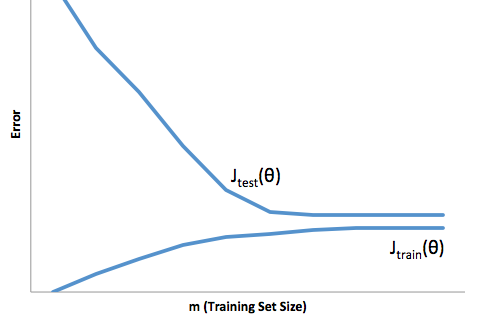 Error
J_test(θ)
J_train(θ)
m (Training Set Size)